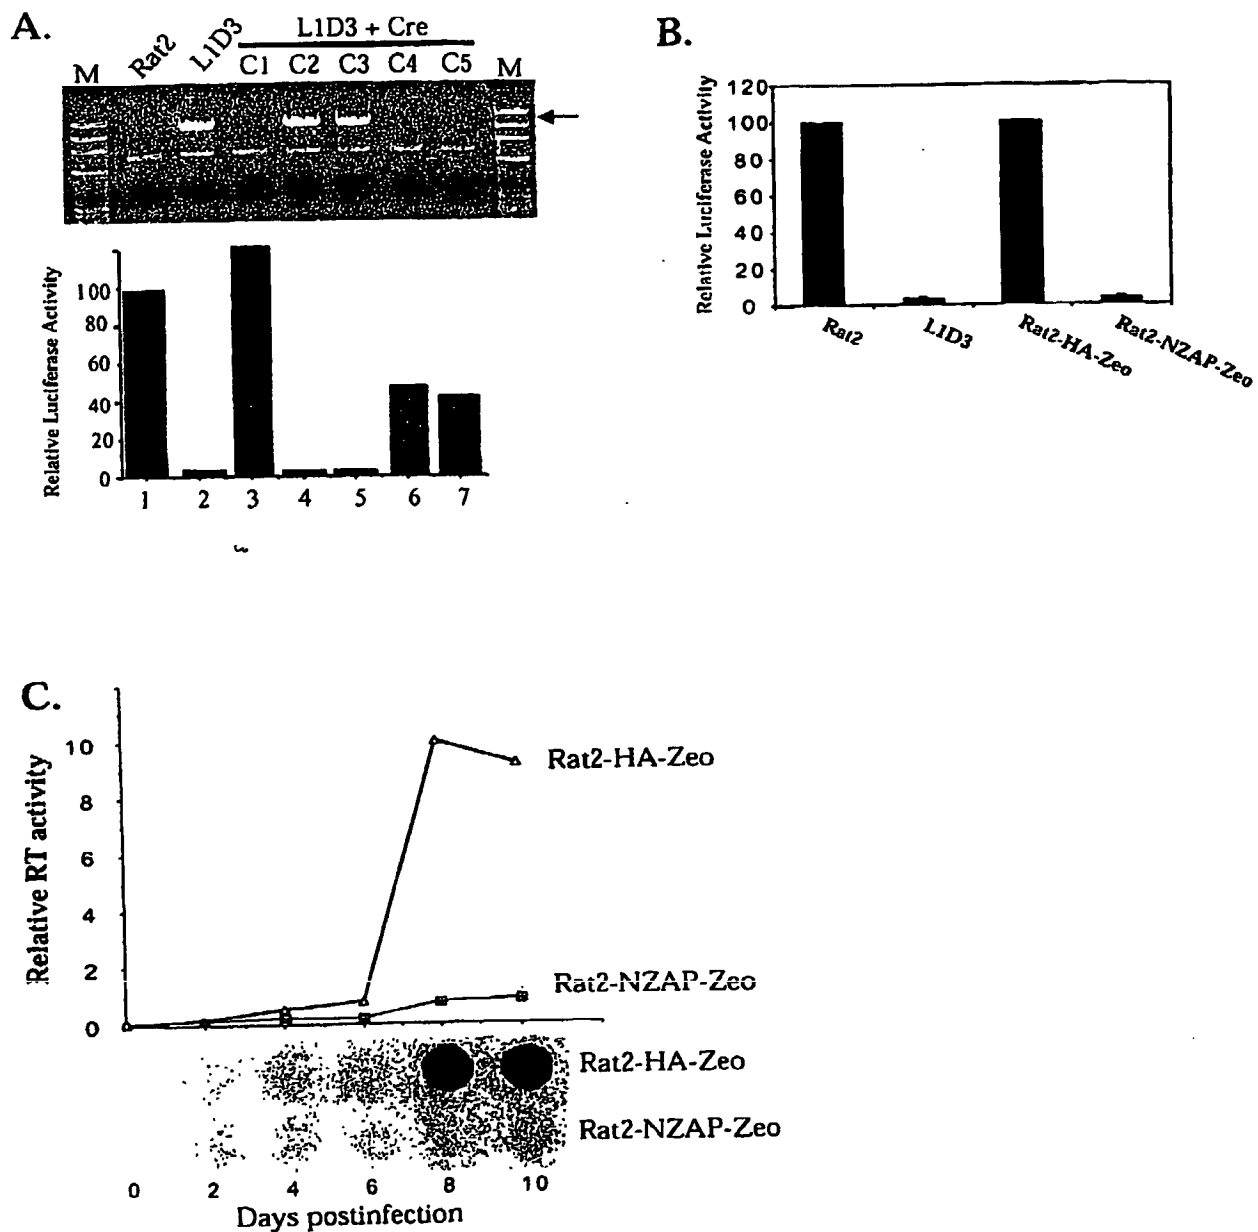 A.
L1D3 + Cre
M Rat2 L1D3 C1 C2 C3 C4 C5 M
Relative Luciferase Activity
100
80
60
40
20
0
1 2 3 4 5 6 7
B.
Relative Luciferase Activity
120
100
80
60
40
20
0
Rat2 L1D3 Rat2-HA-Zeo Rat2-NZAP-Zeo
C.
Relative RT activity
10
8
6
4
2
0
Rat2-HA-Zeo
Rat2-NZAP-Zeo
Rat2-HA-Zeo
Rat2-NZAP-Zeo
0 2 4 6 8 10
Days postinfection